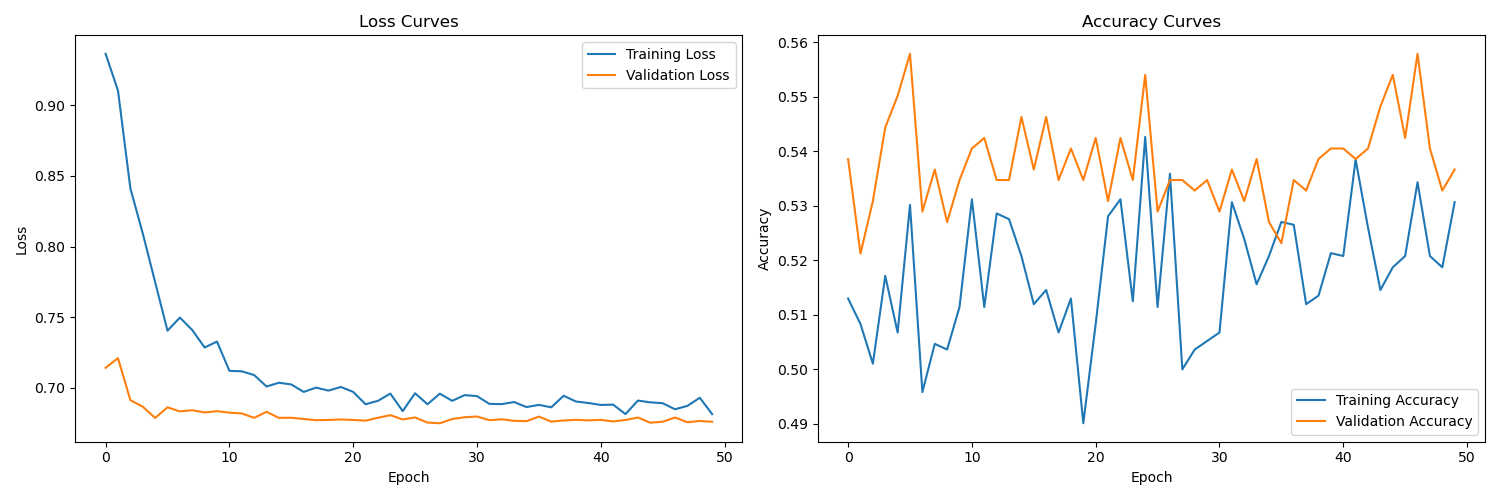 Loss Curves
Training Loss
Validation Loss
0.90
0.85
0.80
0.75
0.70
Loss
0 10 20 30 40 50
Epoch
Accuracy Curves
0.56
0.55
0.54
0.53
0.52
0.51
0.50
0.49
Accuracy
Training Accuracy
Validation Accuracy
0 10 20 30 40 50
Epoch